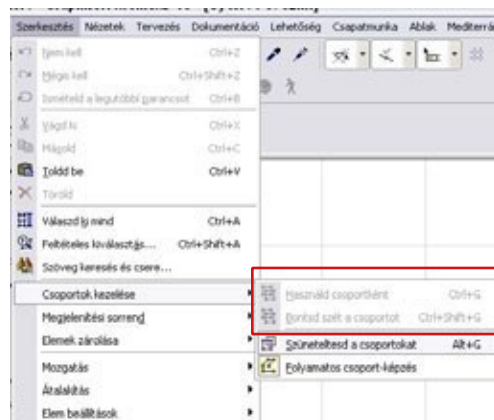 Szerkesztés Nézetek Tervezés Dokumentáció Lehetőség Csapatmunka Ablak Mediterrá
Nem kell Ctrl+Z
Mégis kell Ctrl+Shift+Z
Ismételd a legutóbbi parancsot Ctrl+B
Vágd ki Ctrl+X
Másold Ctrl+C
Toldd be Ctrl+V
Töröld
Válaszd ki mind Ctrl+A
Feltételes kiválasztás... Ctrl+Shift+A
Szöveg keresés és csere...
Csoportok kezelése
Használd csoportként Ctrl+G
Megjelenítési sorrend
Bontsd szét a csoportot Ctrl+Shift+G
Elemek zárolása
Szüneteltesd a csoportokat Alt+G
Mozgatás
Folyamatos csoport-képzés
Átalakítás
Elem beállítások